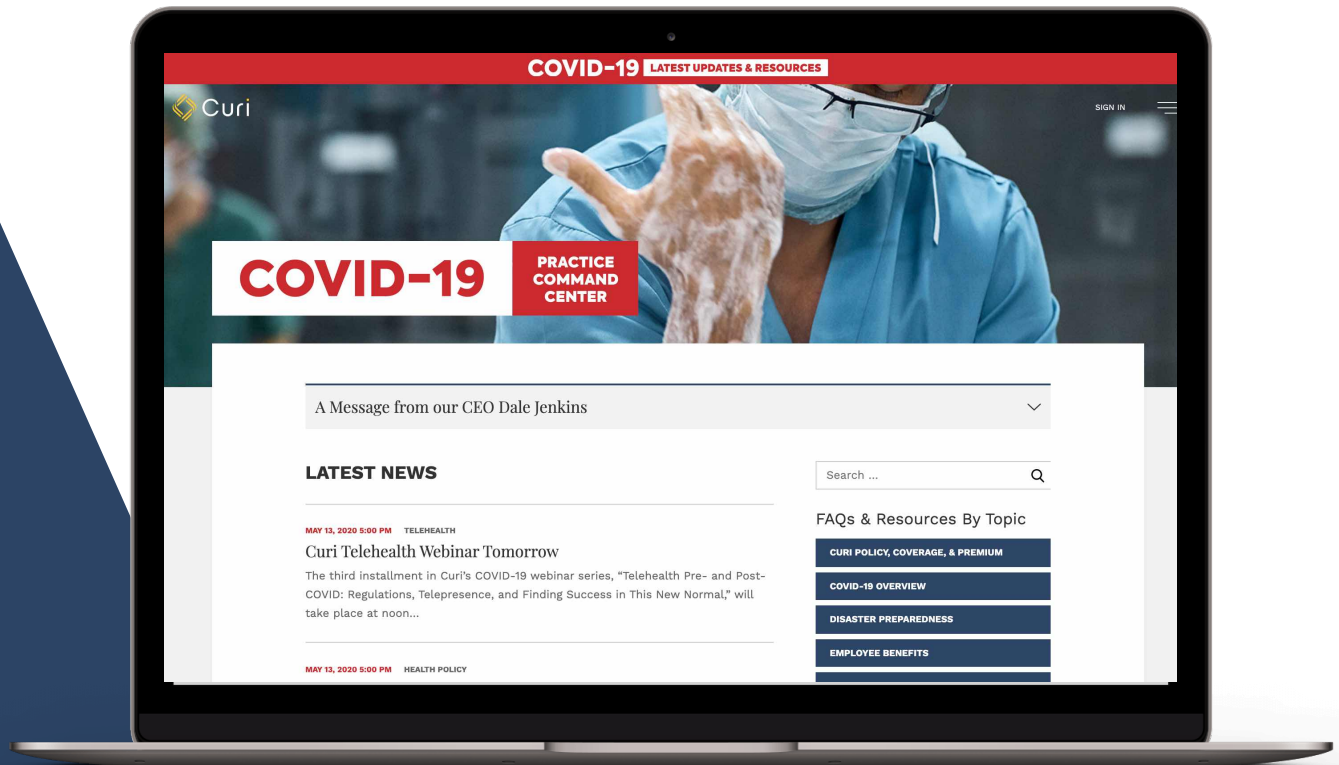 COVID-19 LATEST UPDATES & RESOURCES
Curi
SIGN IN
COVID-19
PRACTICE
COMMAND
CENTER
A Message from our CEO Dale Jenkins
LATEST NEWS
Search ...
MAY 13, 2020 5:00 PM TELEHEALTH
Curi Telehealth Webinar Tomorrow
The third installment in Curi’s COVID-19 webinar series, “Telehealth Pre- and Post-
COVID: Regulations, Telepresence, and Finding Success in This New Normal,” will
take place at noon...
MAY 13, 2020 5:00 PM HEALTH POLICY
FAQs & Resources By Topic
CURI POLICY, COVERAGE, & PREMIUM
COVID-19 OVERVIEW
DISASTER PREPAREDNESS
EMPLOYEE BENEFITS